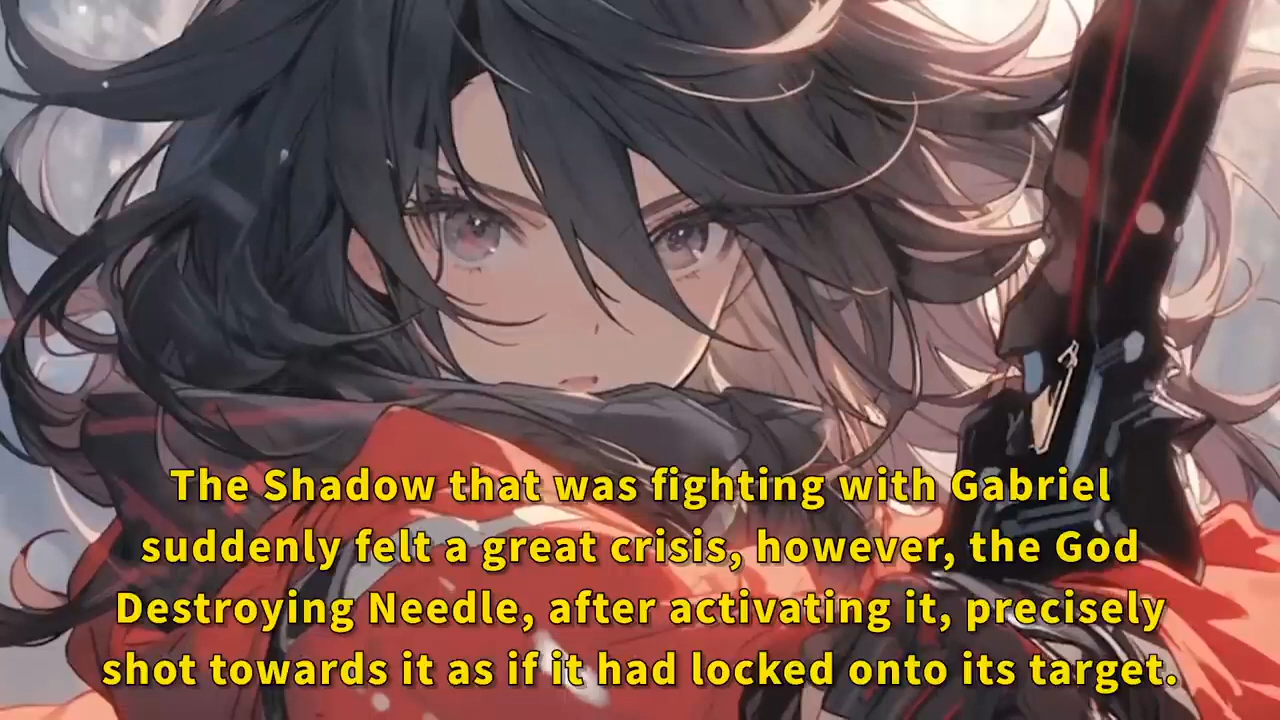 The Shadow that was fighting with Gabriel
suddenly felt a great crisis, however, the God
Destroying Needle, after activating it, precisely
shot towards it as if it had locked onto its target.